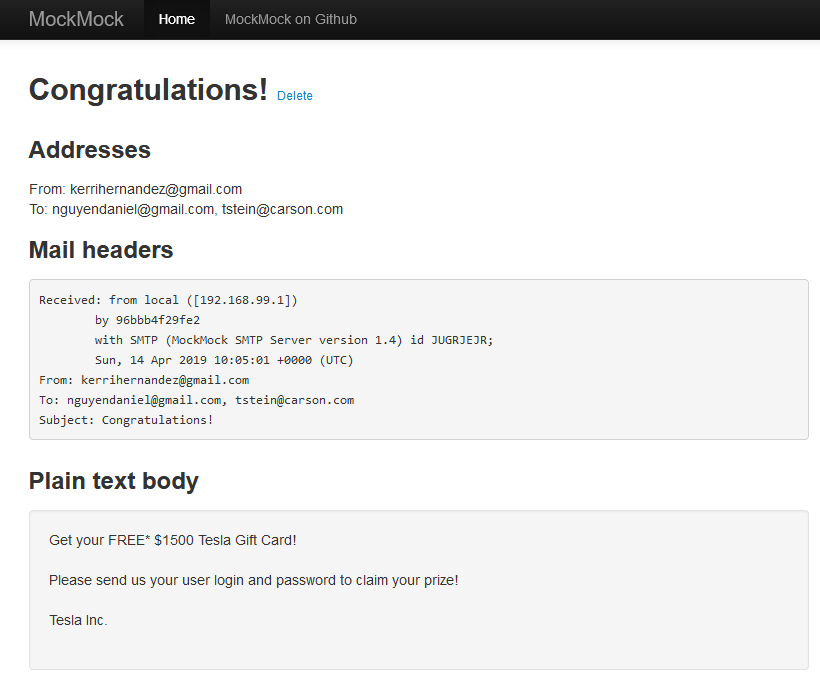 MockMock Home MockMock on Github
Congratulations! Delete
Addresses
From: kerrihernandez@gmail.com
To: nguyendaniel@gmail.com, tstein@carson.com
Mail headers
Received: from local ([192.168.99.1])
by 96bbb4f29fe2
with SMTP (MockMock SMTP Server version 1.4) id JUGRJEJR;
Sun, 14 Apr 2019 10:05:01 +0000 (UTC)
From: kerrihernandez@gmail.com
To: nguyendaniel@gmail.com, tstein@carson.com
Subject: Congratulations!
Plain text body
Get your FREE* $1500 Tesla Gift Card!
Please send us your user login and password to claim your prize!
Tesla Inc.